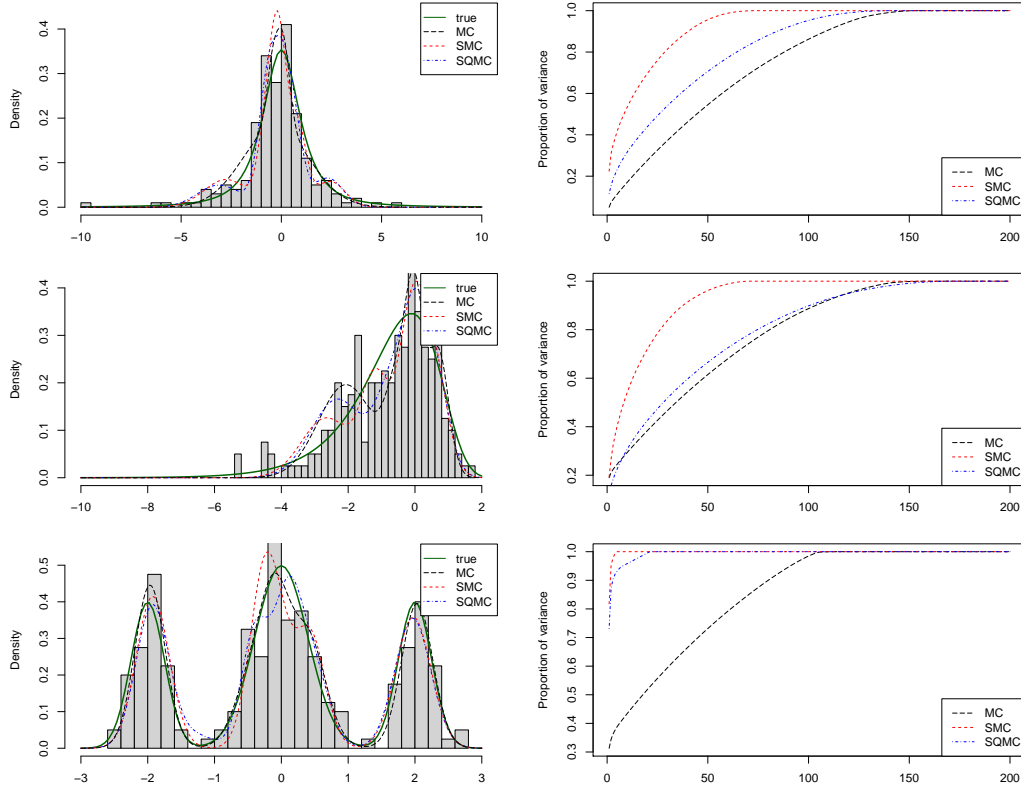 Density
0.0 0.1 0.2 0.3 0.4
−10 −5 0 5 10
true
MC
SMC
SQMC
Proportion of variance
0.2 0.4 0.6 0.8 1.0
0 50 100 150 200
MC
SMC
SQMC
Density
0.0 0.1 0.2 0.3 0.4
−10 −8 −6 −4 −2 0 2
true
MC
SMC
SQMC
Proportion of variance
0.2 0.4 0.6 0.8 1.0
0 50 100 150 200
MC
SMC
SQMC
Density
0.0 0.1 0.2 0.3 0.4 0.5
−3 −2 −1 0 1 2 3
true
MC
SMC
SQMC
Proportion of variance
0.3 0.4 0.5 0.6 0.7 0.8 0.9 1.0
0 50 100 150 200
MC
SMC
SQMC